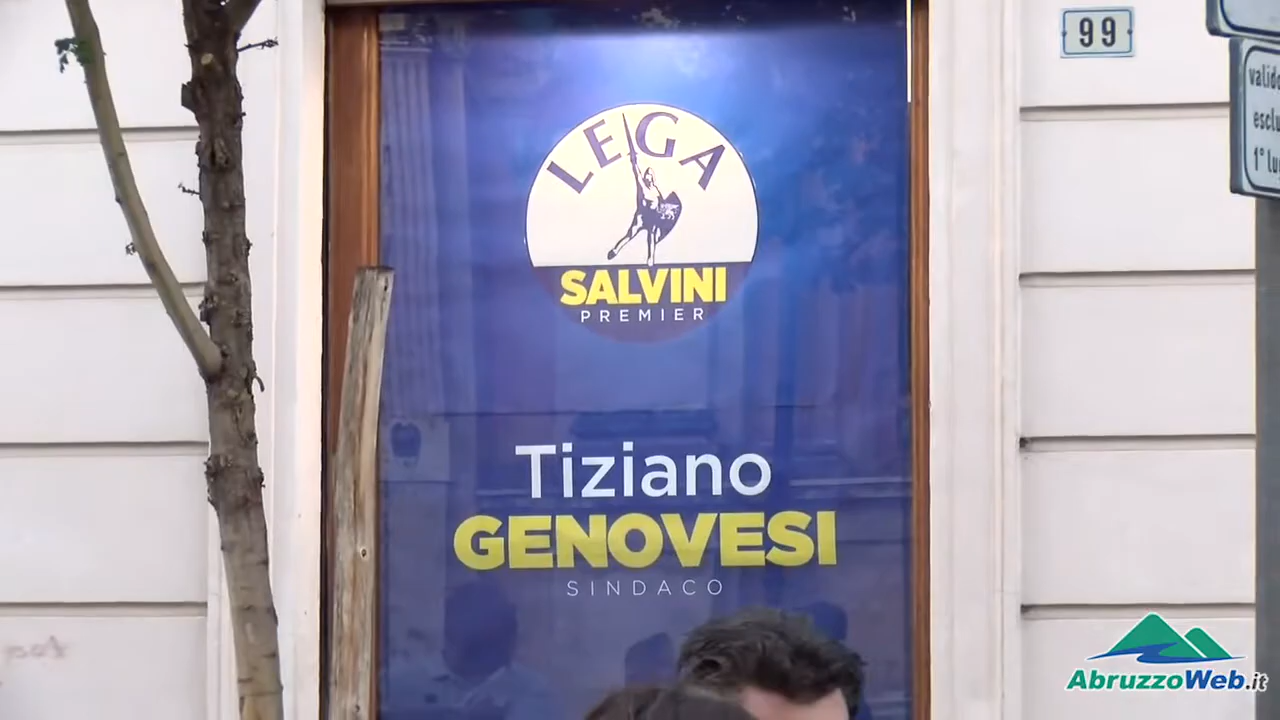 99
valido
esclu
1° lu
LEGA
SALVINI
PREMIER
Tiziano
GENOVESI
SINDACO
AbruzzoWeb.it